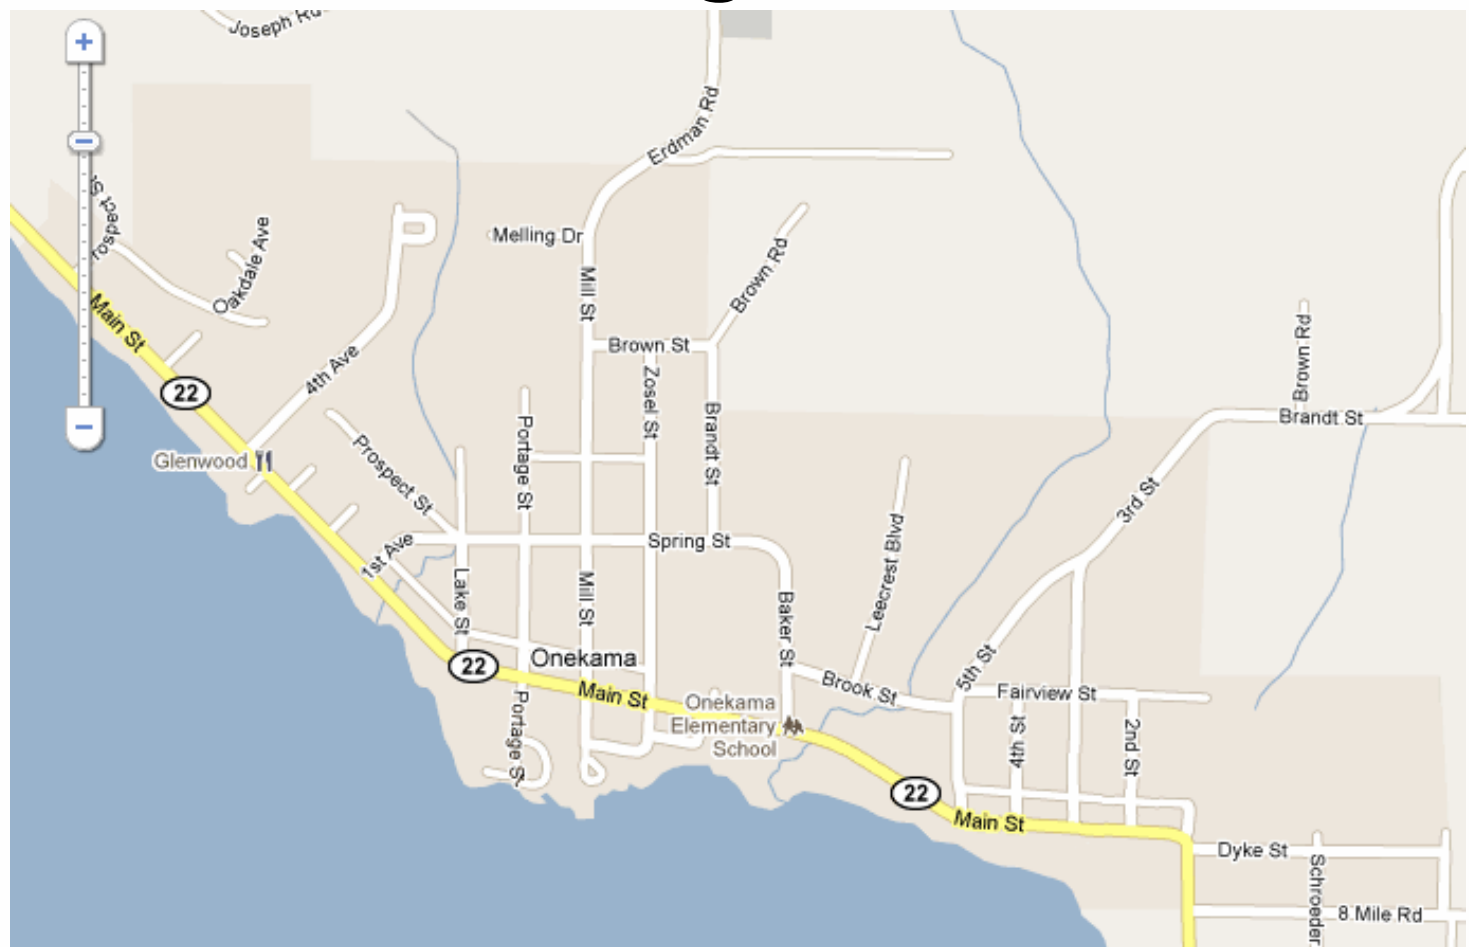 Joseph Rd
Erdman Rd
Prospect St
Oakdale Ave
Melling Dr
Mill St
Brown Rd
Main St
Brown St
Brown Rd
4th Ave
22
Zosel St
Brandt St
Brandt St
Glenwood
Prospect St
Portage St
3rd St
1st Ave
Spring St
Leecrest Blvd
Lake St
Mill St
Baker St
22
Onekama
5th St
Brook St
Fairview St
Main St
Onekama
Elementary
School
Portage St
4th St
2nd St
22
Main St
Dyke St
Schroeder
8 Mile Rd